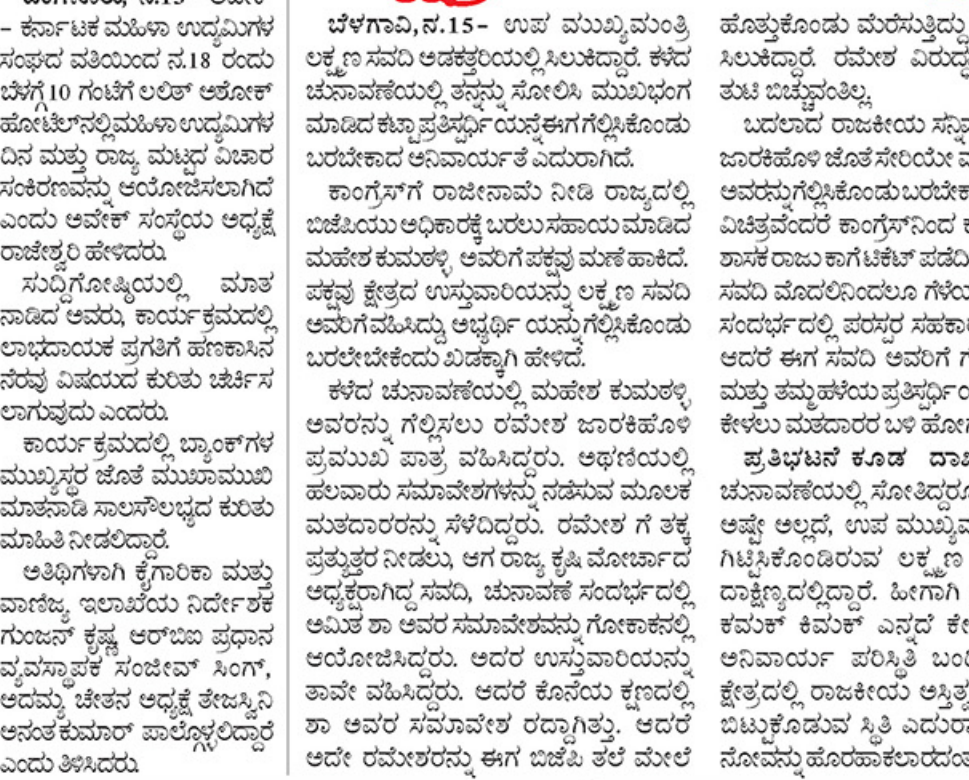 – ಕರ್ನಾಟಕ ಮಹಿಳಾ ಉದ್ಯಮಿಗಳ
ಸಂಘದ ವತಿಯಿಂದ ನ.18 ರಂದು
ಬೆಳಗ್ಗೆ 10 ಗಂಟೆಗೆ ಲಲಿತ್ ಅಶೋಕ್
ಹೋಟೆಲ್‌ನಲ್ಲಿ ಮಹಿಳಾ ಉದ್ಯಮಿಗಳ
ದಿನ ಮತ್ತು ರಾಜ್ಯ ಮಟ್ಟದ ವಿಚಾರ
ಸಂಕಿರಣವನ್ನು ಆಯೋಜಿಸಲಾಗಿದೆ
ಎಂದು ಅವೇಕ್ ಸಂಸ್ಥೆಯ ಅಧ್ಯಕ್ಷೆ
ರಾಜೇಶ್ವರಿ ಹೇಳಿದರು.
ಸುದ್ದಿಗೋಷ್ಠಿಯಲ್ಲಿ ಮಾತ
ನಾಡಿದ ಅವರು, ಕಾರ್ಯಕ್ರಮದಲ್ಲಿ
ಲಾಭದಾಯಕ ಪ್ರಗತಿಗೆ ಹಣಕಾಸಿನ
ನೆರವು ವಿಷಯದ ಕುರಿತು ಚರ್ಚಿಸ
ಲಾಗುವುದು ಎಂದರು.
ಕಾರ್ಯಕ್ರಮದಲ್ಲಿ ಬ್ಯಾಂಕ್‌ಗಳ
ಮುಖ್ಯಸ್ಥರ ಜೊತೆ ಮುಖಾಮುಖಿ
ಮಾತನಾಡಿ ಸಾಲಸೌಲಭ್ಯದ ಕುರಿತು
ಮಾಹಿತಿ ನೀಡಲಿದ್ದಾರೆ.
ಅತಿಥಿಗಳಾಗಿ ಕೈಗಾರಿಕಾ ಮತ್ತು
ವಾಣಿಜ್ಯ ಇಲಾಖೆಯ ನಿರ್ದೇಶಕ
ಗುಂಜನ್ ಕೃಷ್ಣ ಆರ್‌ಬಿಐ ಪ್ರಧಾನ
ವ್ಯವಸ್ಥಾಪಕ ಸಂಜೀವ್ ಸಿಂಗ್,
ಅದಮ್ಯ ಚೇತನ ಅಧ್ಯಕ್ಷೆ ತೇಜಸ್ವಿನಿ
ಅನಂತಕುಮಾರ್ ಪಾಲ್ಗೊಳ್ಳಲಿದ್ದಾರೆ
ಎಂದು ತಿಳಿಸಿದರು.
ಬೆಳಗಾವಿ, ನ.15– ಉಪ ಮುಖ್ಯಮಂತ್ರಿ
ಲಕ್ಷ್ಮಣ ಸವದಿ ಅಡಕತ್ತರಿಯಲ್ಲಿ ಸಿಲುಕಿದ್ದಾರೆ. ಕಳೆದ
ಚುನಾವಣೆಯಲ್ಲಿ ತನ್ನನ್ನು ಸೋಲಿಸಿ ಮುಖಭಂಗ
ಮಾಡಿದ ಕಟ್ಟಾ ಪ್ರತಿಸ್ಪರ್ಧಿಯನ್ನೆ ಈಗ ಗೆಲ್ಲಿಸಿಕೊಂಡು
ಬರಬೇಕಾದ ಅನಿವಾರ್ಯತೆ ಎದುರಾಗಿದೆ.
ಕಾಂಗ್ರೆಸ್‌ಗೆ ರಾಜೀನಾಮೆ ನೀಡಿ ರಾಜ್ಯದಲ್ಲಿ
ಬಿಜೆಪಿಯು ಅಧಿಕಾರಕ್ಕೆ ಬರಲು ಸಹಾಯ ಮಾಡಿದ
ಮಹೇಶ ಕುಮಠಳ್ಳಿ ಅವರಿಗೆ ಪಕ್ಷವು ಮಣೆ ಹಾಕಿದೆ.
ಪಕ್ಷವು ಕ್ಷೇತ್ರದ ಉಸ್ತುವಾರಿಯನ್ನು ಲಕ್ಷ್ಮಣ ಸವದಿ
ಅವರಿಗೆ ವಹಿಸಿದ್ದು, ಅಭ್ಯರ್ಥಿಯನ್ನು ಗೆಲ್ಲಿಸಿಕೊಂಡು
ಬರಲೇಬೇಕೆಂದು ಖಡಕ್ಕಾಗಿ ಹೇಳಿದೆ.
ಕಳೆದ ಚುನಾವಣೆಯಲ್ಲಿ ಮಹೇಶ ಕುಮಠಳ್ಳಿ
ಅವರನ್ನು ಗೆಲ್ಲಿಸಲು ರಮೇಶ ಜಾರಕಿಹೊಳಿ
ಪ್ರಮುಖ ಪಾತ್ರ ವಹಿಸಿದ್ದರು. ಅಥಣಿಯಲ್ಲಿ
ಹಲವಾರು ಸಮಾವೇಶಗಳನ್ನು ನಡೆಸುವ ಮೂಲಕ
ಮತದಾರರನ್ನು ಸೆಳೆದಿದ್ದರು. ರಮೇಶ ಗೆ ತಕ್ಕ
ಪ್ರತ್ಯುತ್ತರ ನೀಡಲು, ಆಗ ರಾಜ್ಯ ಕೃಷಿ ಮೋರ್ಚಾದ
ಅಧ್ಯಕ್ಷರಾಗಿದ್ದ ಸವದಿ, ಚುನಾವಣೆ ಸಂದರ್ಭದಲ್ಲಿ
ಅಮಿತ ಶಾ ಅವರ ಸಮಾವೇಶವನ್ನು ಗೋಕಾಕನಲ್ಲಿ
ಆಯೋಜಿಸಿದ್ದರು. ಅದರ ಉಸ್ತುವಾರಿಯನ್ನು
ತಾವೇ ವಹಿಸಿದ್ದರು. ಆದರೆ ಕೊನೆಯ ಕ್ಷಣದಲ್ಲಿ
ಶಾ ಅವರ ಸಮಾವೇಶ ರದ್ದಾಗಿತ್ತು. ಆದರೆ
ಅದೇ ರಮೇಶರನ್ನು ಈಗ ಬಿಜೆಪಿ ತಲೆ ಮೇಲೆ
ಹೊತ್ತುಕೊಂಡು ಮೆರೆಸುತ್ತಿದ್ದು
ಸಿಲುಕಿದ್ದಾರೆ. ರಮೇಶ ವಿರುದ್ಧ
ತುಟಿ ಬಿಚ್ಚುವಂತಿಲ್ಲ.
ಬದಲಾದ ರಾಜಕೀಯ
ಜಾರಕಿಹೊಳಿ ಜೊತೆ ಸೇರಿಯೇ
ಅವರನ್ನು ಗೆಲ್ಲಿಸಿಕೊಂಡು ಬರಬೇಕ
ವಿಚಿತ್ರವೆಂದರೆ ಕಾಂಗ್ರೆಸ್‌ನಿಂದ
ಶಾಸಕ ರಾಜು ಕಾಗೆ ಟಿಕೆಟ್ ಪಡೆದಿ
ಸವದಿ ಮೊದಲಿನಿಂದಲೂ ಗೆಳೆಯ
ಸಂದರ್ಭದಲ್ಲಿ ಪರಸ್ಪರ ಸಹಕಾ
ಆದರೆ ಈಗ ಸವದಿ ಅವರಿಗೆ
ಮತ್ತು ತಮ್ಮ ಹಳೆಯ ಪ್ರತಿಸ್ಪರ್ಧಿ
ಕೇಳಲು ಮತದಾರರ ಬಳಿ ಹೋಗ
ಪ್ರತಿಭಟನೆ ಕೂಡ ದಾಖ
ಚುನಾವಣೆಯಲ್ಲಿ ಸೋತಿದ್ದರೂ
ಅಷ್ಟೇ ಅಲ್ಲದೆ, ಉಪ ಮುಖ್ಯಮ
ಗಿಟ್ಟಿಸಿಕೊಂಡಿರುವ ಲಕ್ಷ್ಮಣ
ದಾಕ್ಷಿಣ್ಯದಲ್ಲಿದ್ದಾರೆ. ಹೀಗಾಗಿ
ಕಮಕ್ ಕಿಮಕ್ ಎನ್ನದೆ ಕೇ
ಅನಿವಾರ್ಯ ಪರಿಸ್ಥಿತಿ ಬಂದಿ
ಕ್ಷೇತ್ರದಲ್ಲಿ ರಾಜಕೀಯ ಅಸ್ತಿತ್ವ
ಬಿಟ್ಟುಕೊಡುವ ಸ್ಥಿತಿ ಎದುರಾ
ನೋವನ್ನು ಹೊರಹಾಕಲಾರದಂ